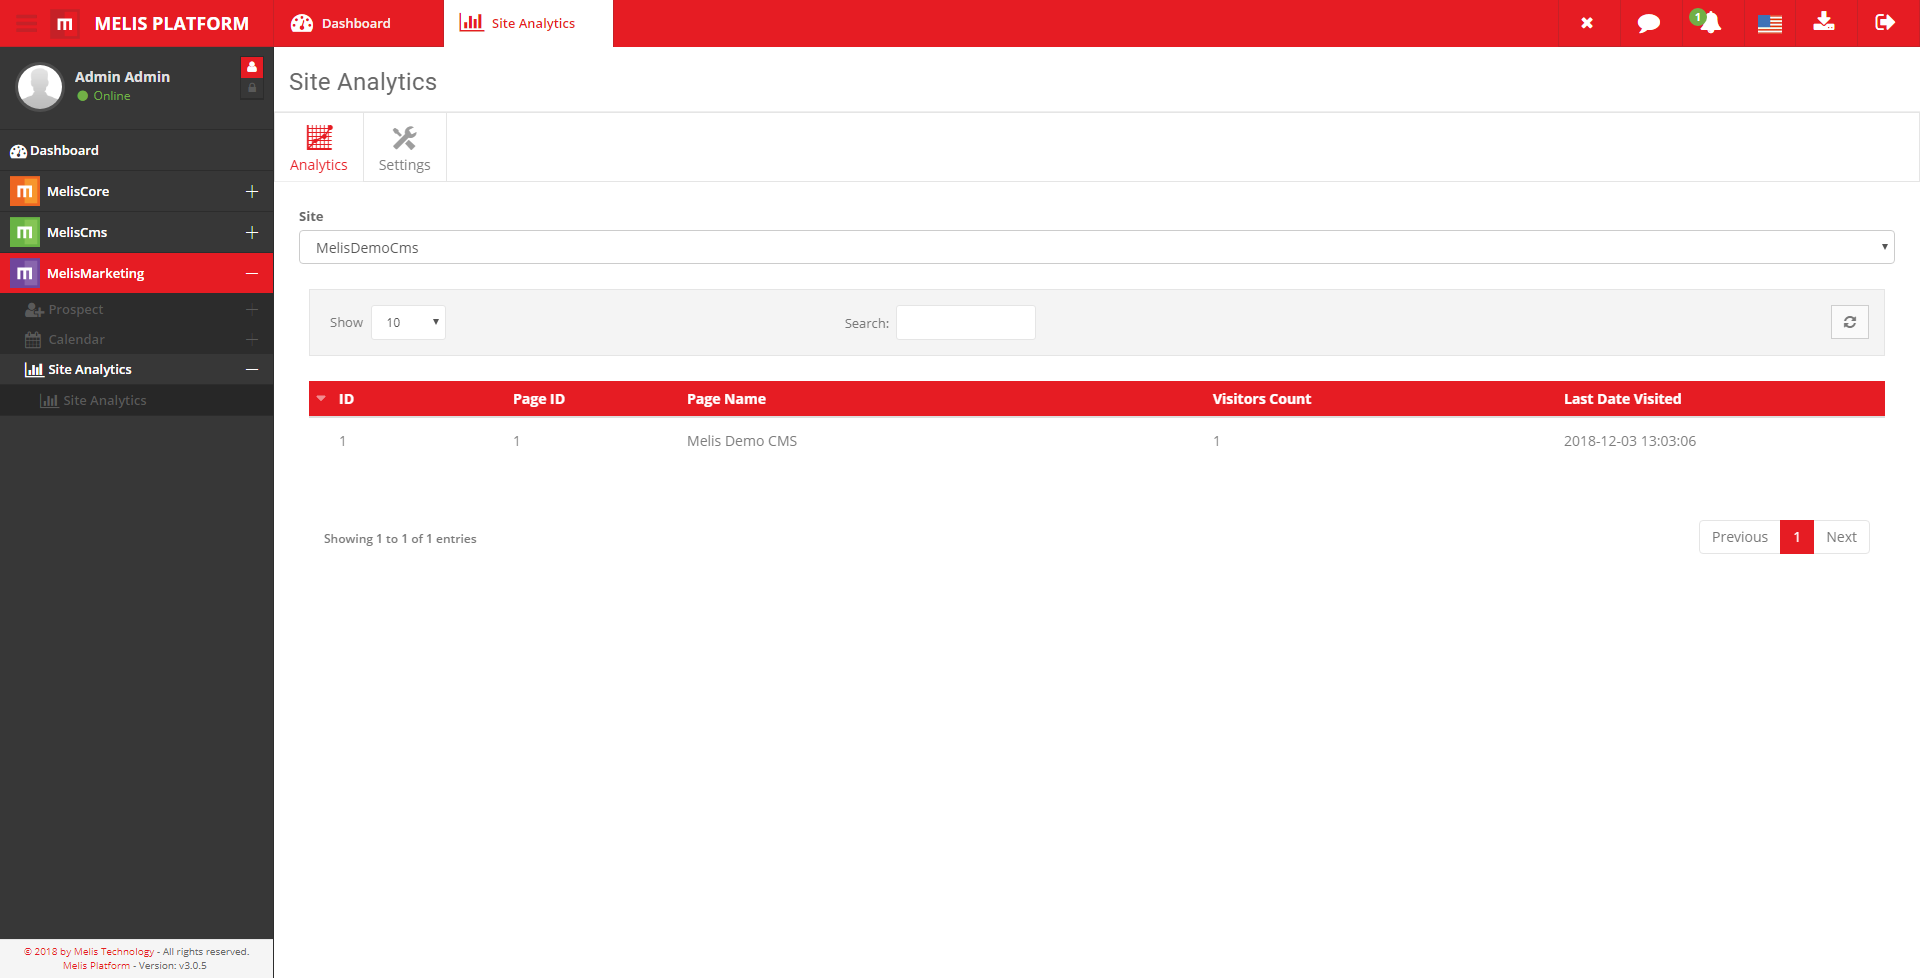 m MELIS PLATFORM
Dashboard
Site Analytics
1
Admin Admin
Online
Dashboard
m MelisCore
m MelisCms
m MelisMarketing
Prospect
Calendar
Site Analytics
Site Analytics
© 2018 by Melis Technology - All rights reserved.
Melis Platform - Version: v3.0.5
Site Analytics
Analytics
Settings
Site
MelisDemoCms
Show 10 Search:
ID Page ID Page Name Visitors Count Last Date Visited
1 1 Melis Demo CMS 1 2018-12-03 13:03:06
Showing 1 to 1 of 1 entries
Previous 1 Next